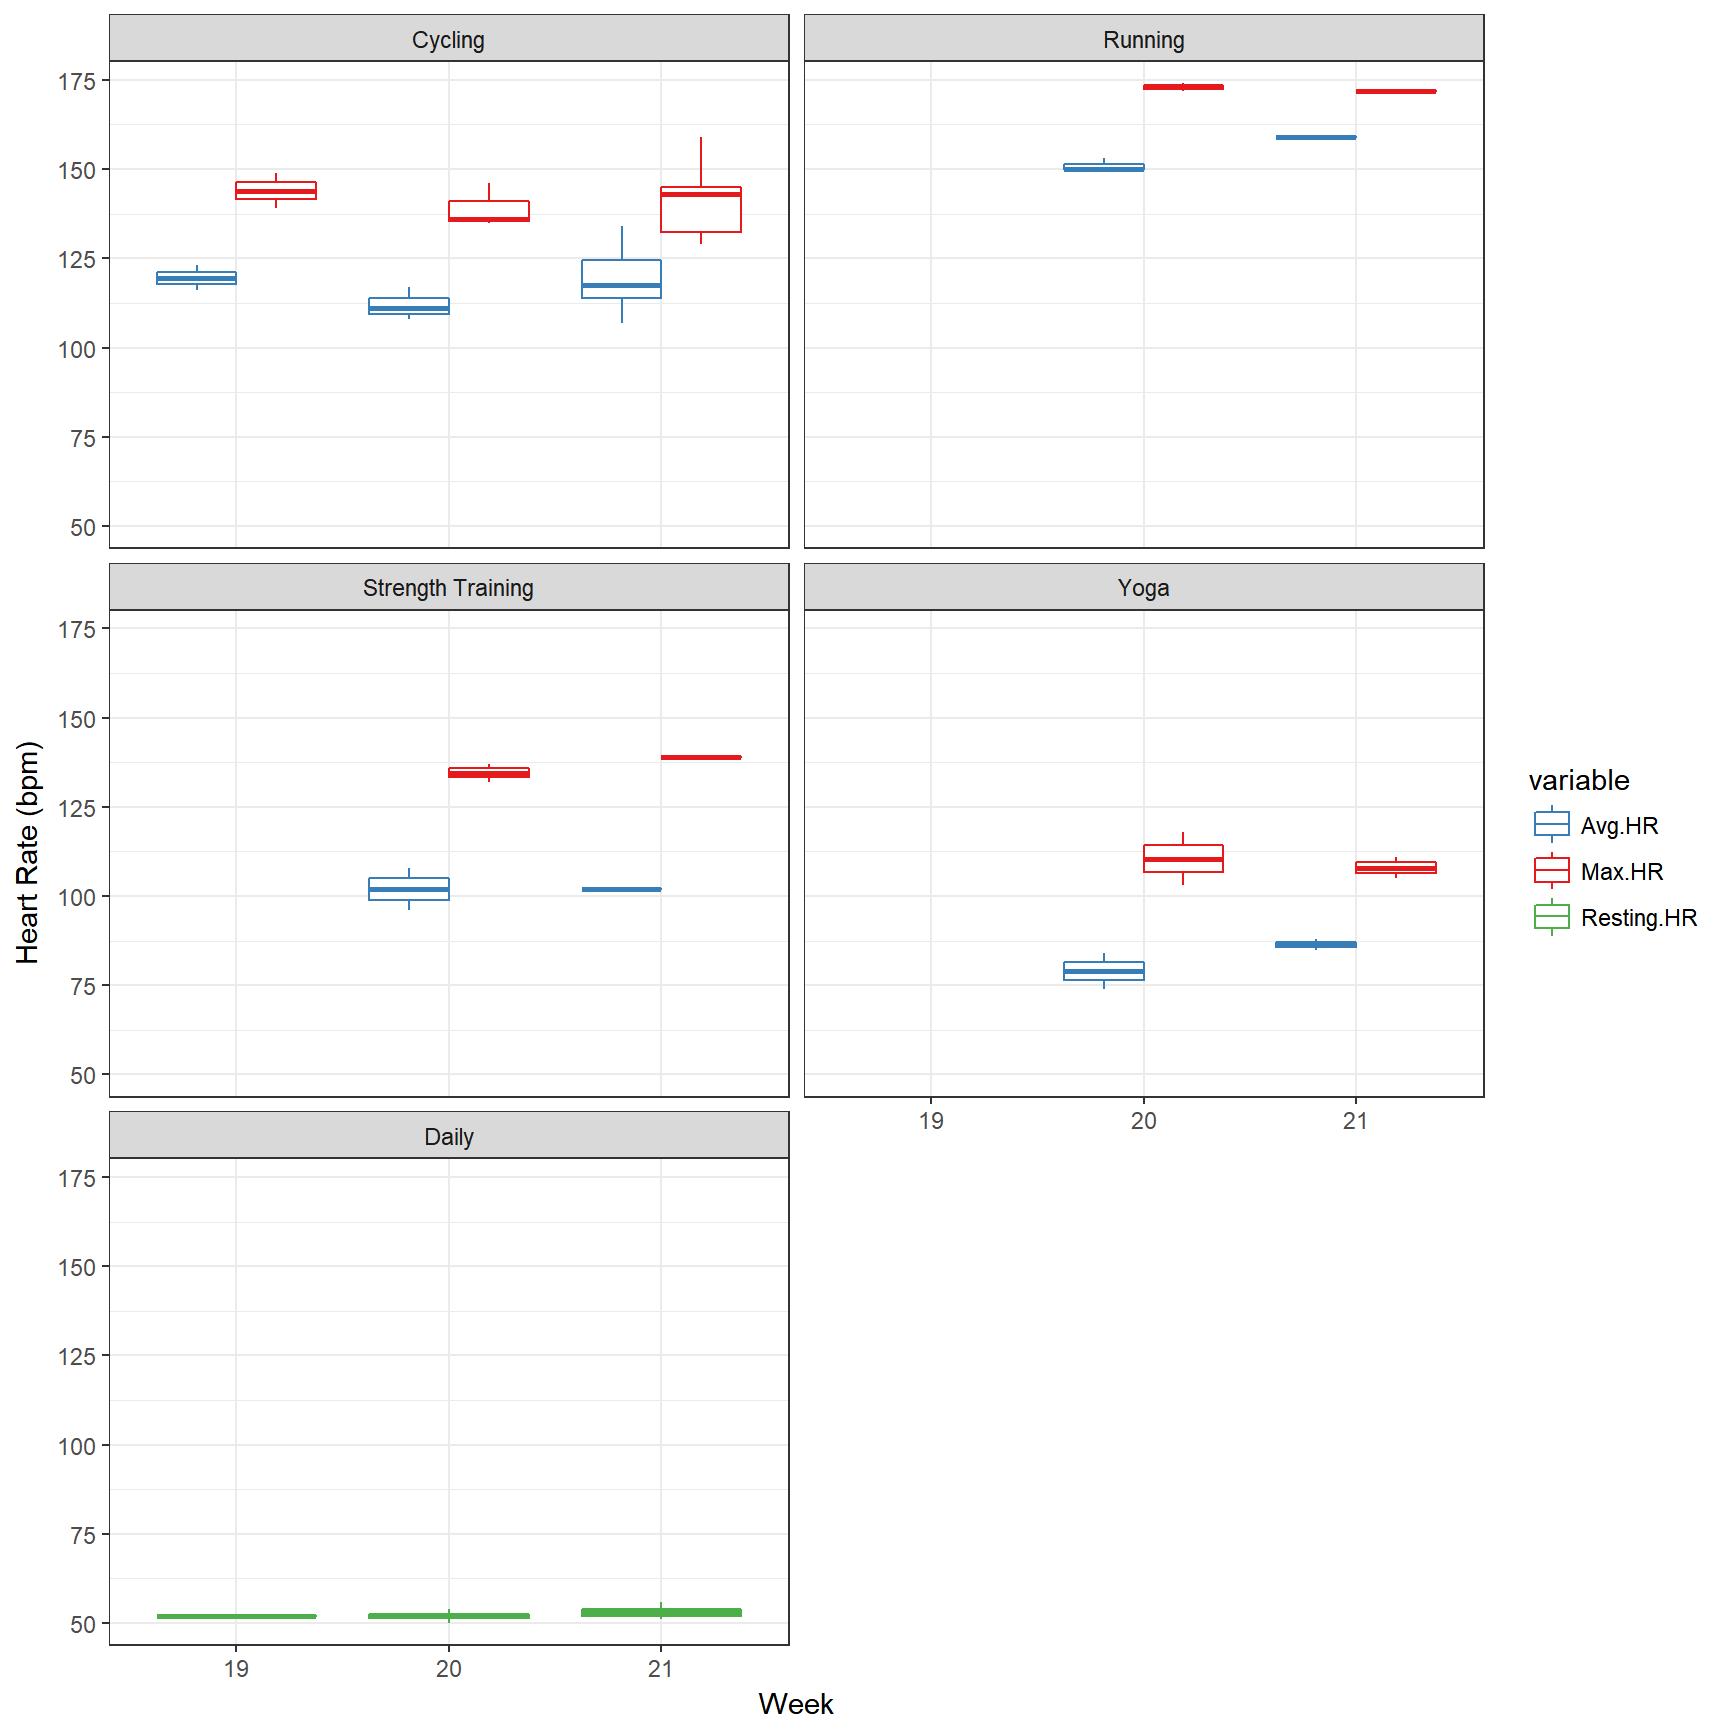 Cycling
Running
175
150
125
100
75
50
Strength Training
Yoga
175
150
125
100
75
50
19 20 21
Daily
175
150
125
100
75
50
19 20 21
Week
Heart Rate (bpm)
variable
Avg.HR
Max.HR
Resting.HR